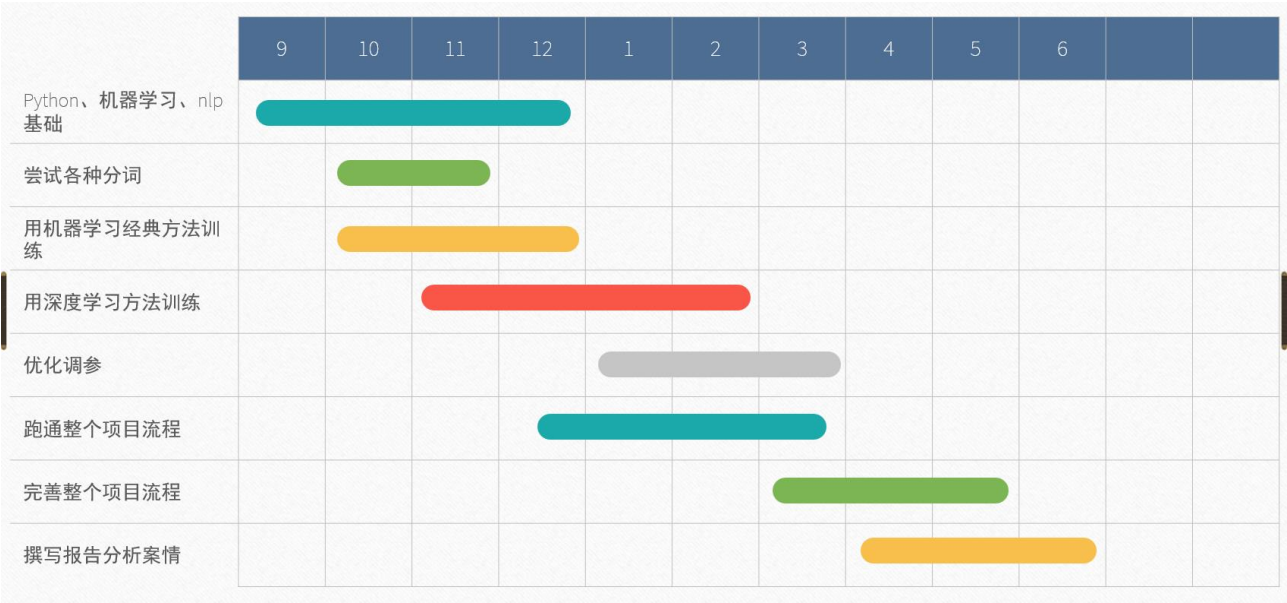 9 10 11 12 1 2 3 4 5 6
Python、机器学习、nlp
基础
尝试各种分词
用机器学习经典方法训
练
用深度学习方法训练
优化调参
跑通整个项目流程
完善整个项目流程
撰写报告分析案情